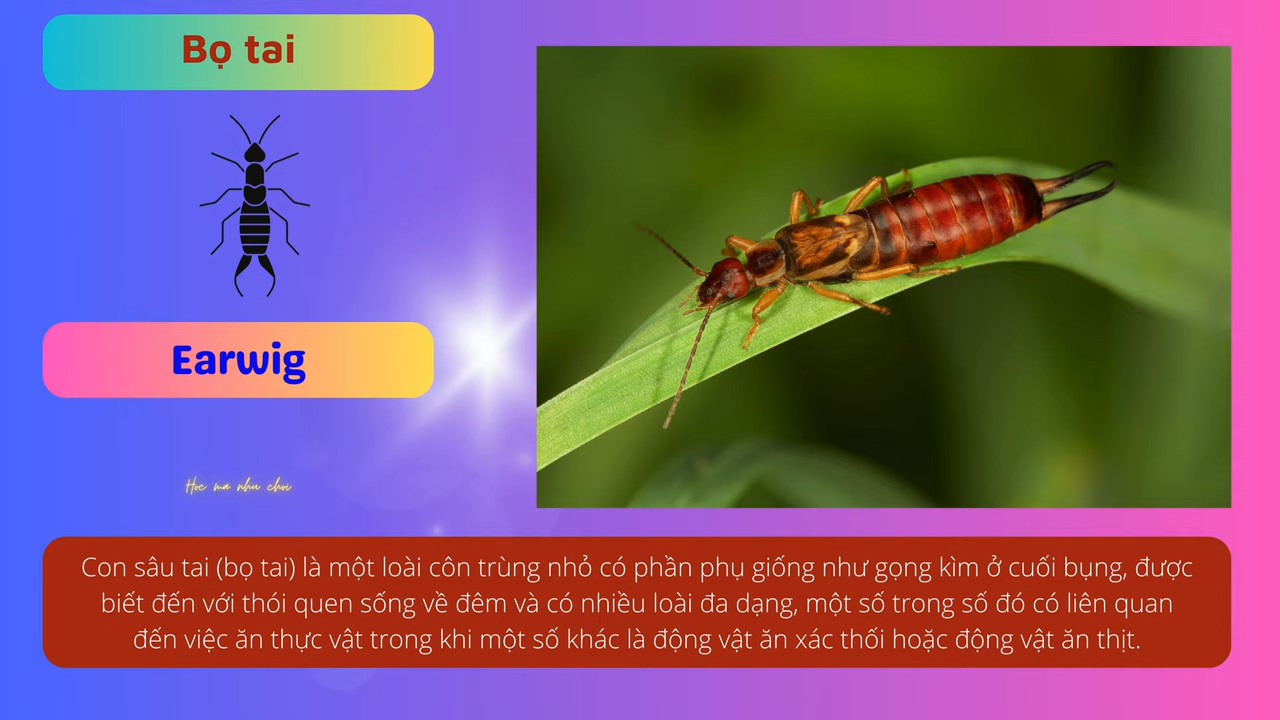 Bọ tai
Earwig
Học mà như chơi
Con sâu tai (bọ tai) là một loài côn trùng nhỏ có phần phụ giống như gọng kìm ở cuối bụng, được
biết đến với thói quen sống về đêm và có nhiều loài đa dạng, một số trong số đó có liên quan
đến việc ăn thực vật trong khi một số khác là động vật ăn xác thối hoặc động vật ăn thịt.